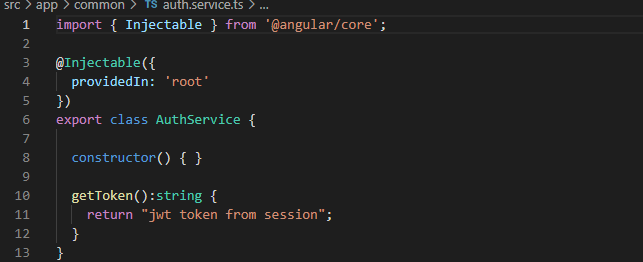 src > app > common > TS auth.service.ts > ...
1 import { Injectable } from '@angular/core';
2
3 @Injectable({
4   providedIn: 'root'
5 })
6 export class AuthService {
7
8   constructor() { }
9
10   getToken():string {
11     return "jwt token from session";
12   }
13 }